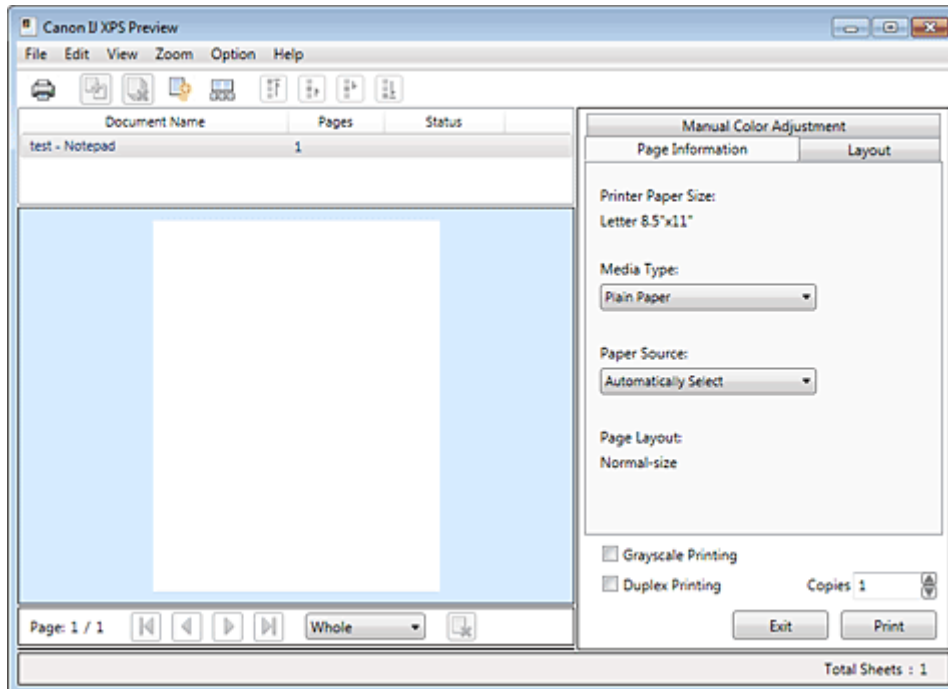 Canon IJ XPS Preview
File Edit View Zoom Option Help
Document Name Pages Status
test - Notepad 1
Manual Color Adjustment
Page Information Layout
Printer Paper Size:
Letter 8.5"x11"
Media Type:
Plain Paper
Paper Source:
Automatically Select
Page Layout:
Normal-size
Grayscale Printing
Duplex Printing Copies 1
Page: 1 / 1 Whole
Exit Print
Total Sheets : 1